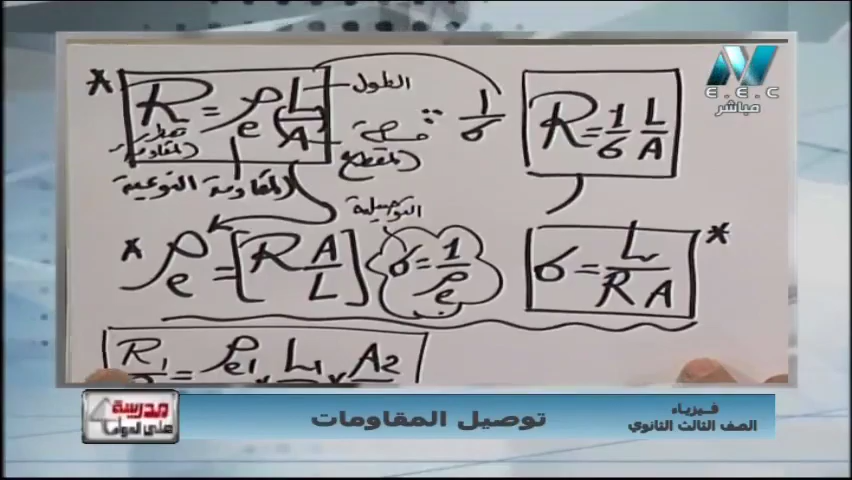 * R = ρe L/A الطول
1/σ
R = 1/σ L/A
مقدار المقاومة
مساحة المقطع
المقاومة النوعية
التوصيلية
* ρe = [R A/L]
σ = 1/ρe
σ = L/RA *
R1 = ρe1 × L1 × A2
N
E.E.C
مباشر
مدرسة
على الهواء
توصيل المقاومات
فـيزياء
الصف الثالث الثانوي